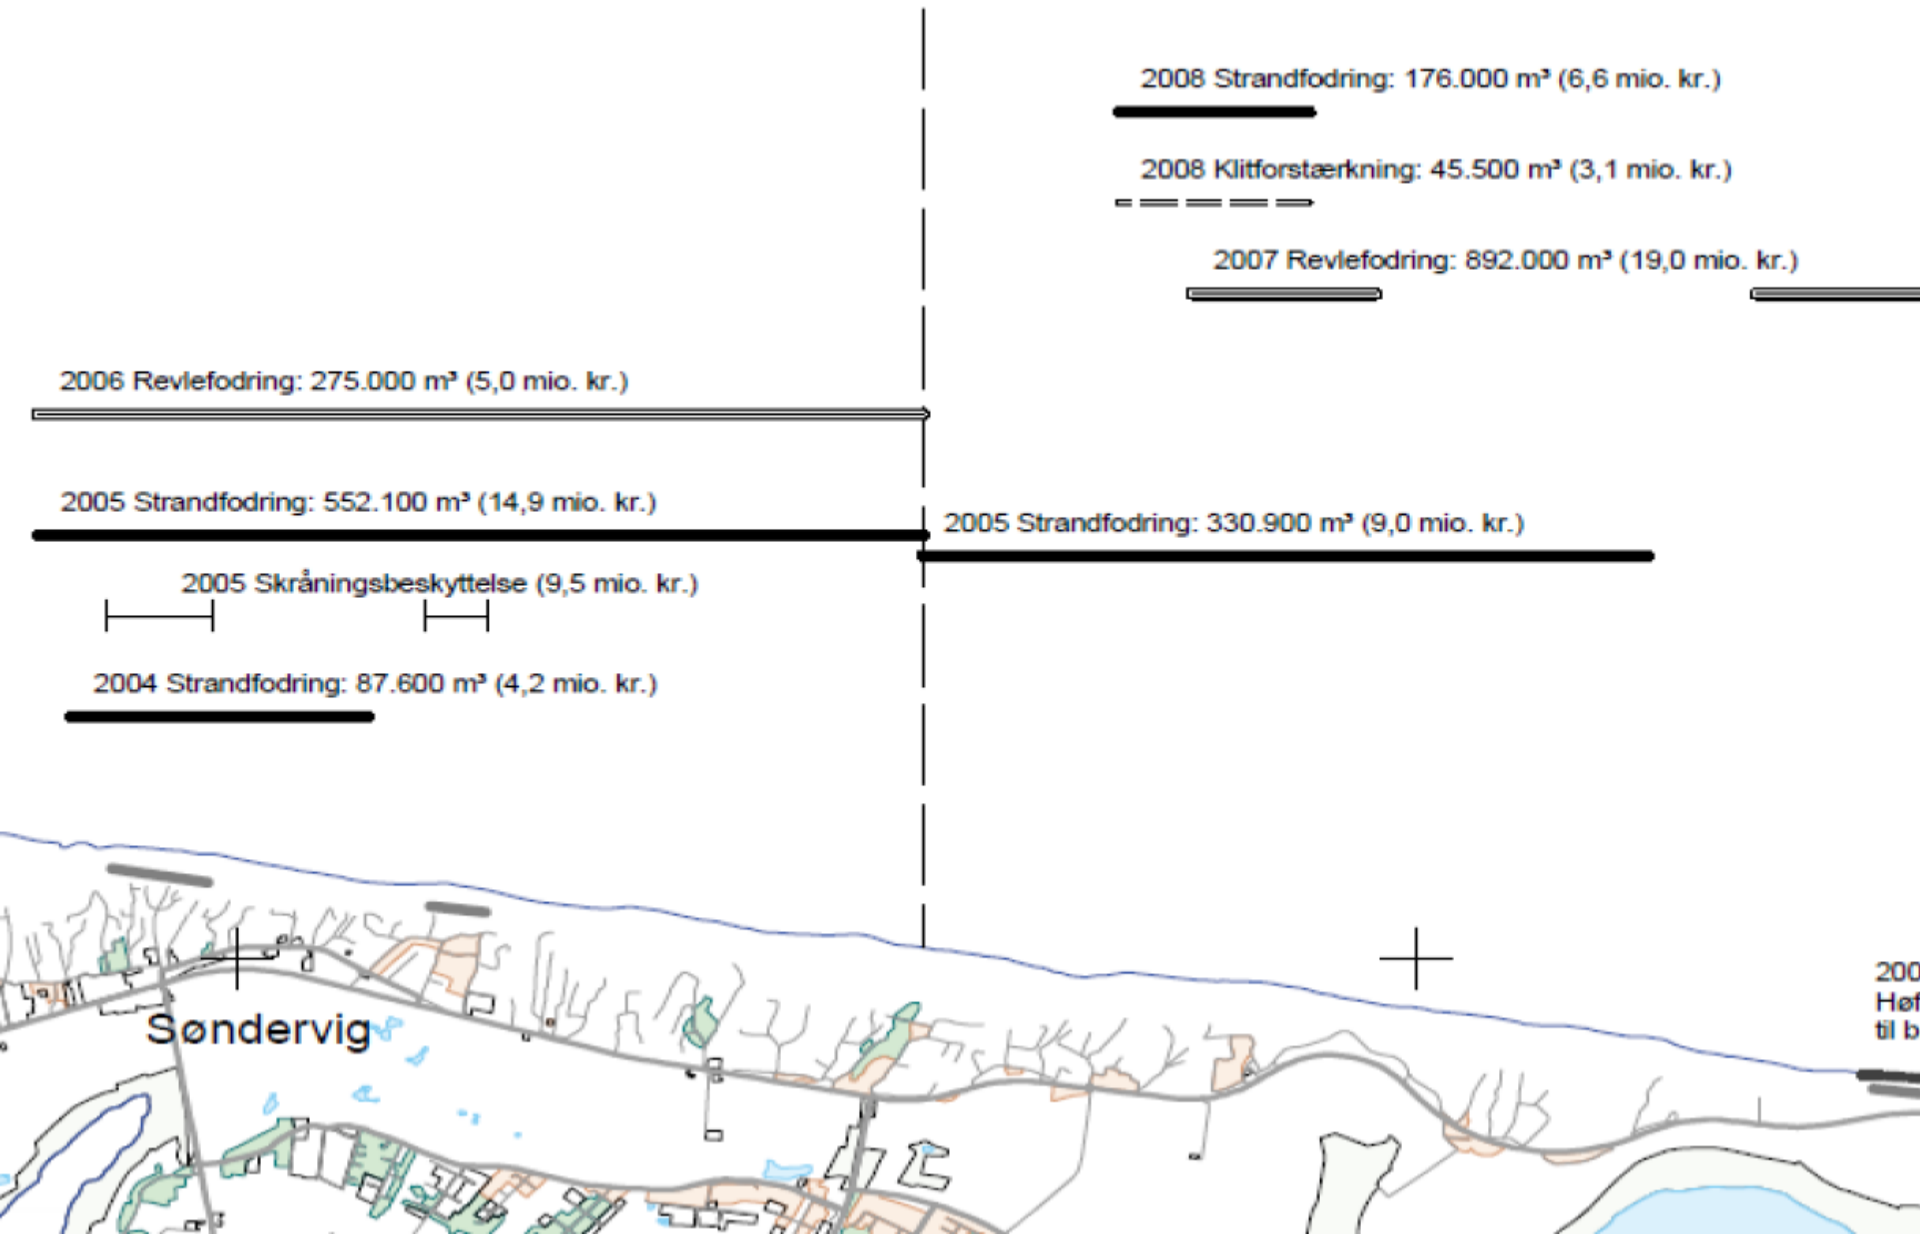 2008 Strandfodring: 176.000 m³ (6,6 mio. kr.)
2008 Klitforstærkning: 45.500 m³ (3,1 mio. kr.)
2007 Revlefodring: 892.000 m³ (19,0 mio. kr.)
2006 Revlefodring: 275.000 m³ (5,0 mio. kr.)
2005 Strandfodring: 552.100 m³ (14,9 mio. kr.)
2005 Strandfodring: 330.900 m³ (9,0 mio. kr.)
2005 Skråningsbeskyttelse (9,5 mio. kr.)
2004 Strandfodring: 87.600 m³ (4,2 mio. kr.)
Søndervig
200
Høf
til b